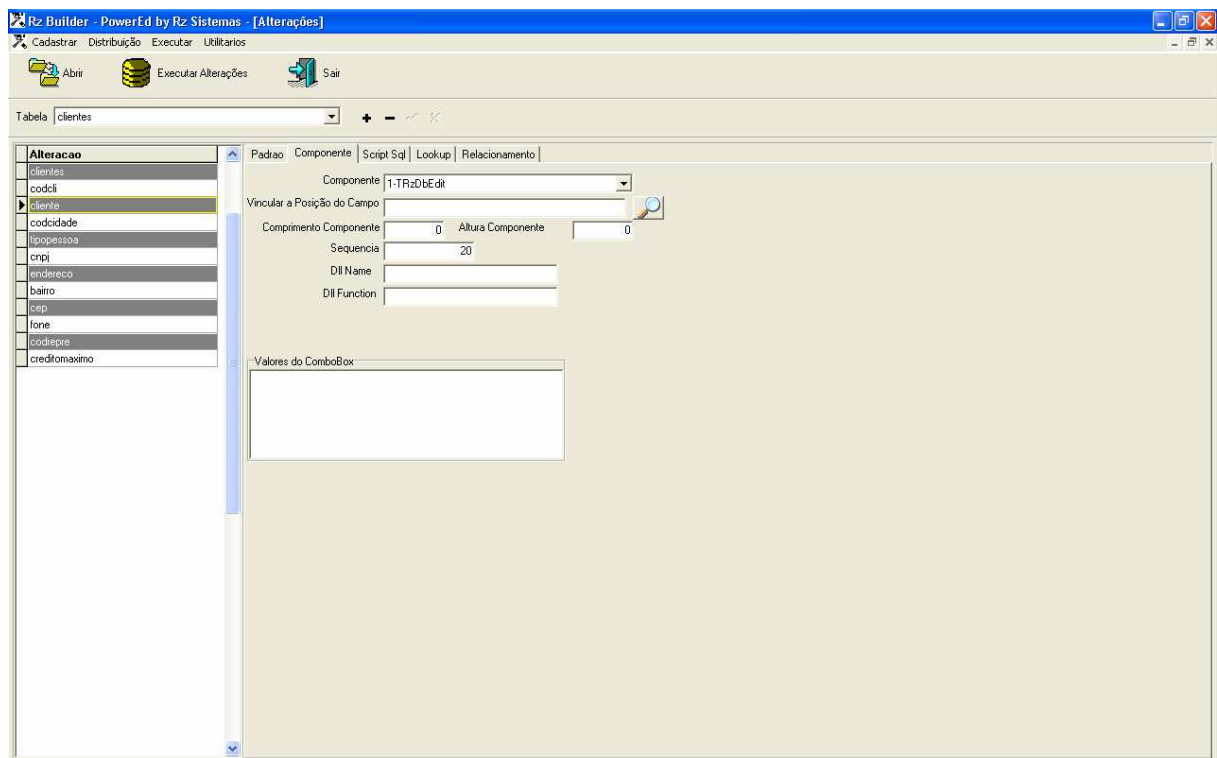 Rz Builder - PowerEd by Rz Sistemas - [Alterações]
Cadastrar Distribuição Executar Utilitarios
Abrir Executar Alterações Sair
Tabela clientes
Alteracao
clientes
codcli
cliente
codcidade
tipopessoa
cnpj
endereco
bairro
cep
fone
codrepre
creditomaximo
Padrao Componente Script Sql Lookup Relacionamento
Componente 1-TRzDbEdit
Vincular a Posição do Campo
Comprimento Componente 0 Altura Componente 0
Sequencia 20
Dll Name
Dll Function
Valores do ComboBox